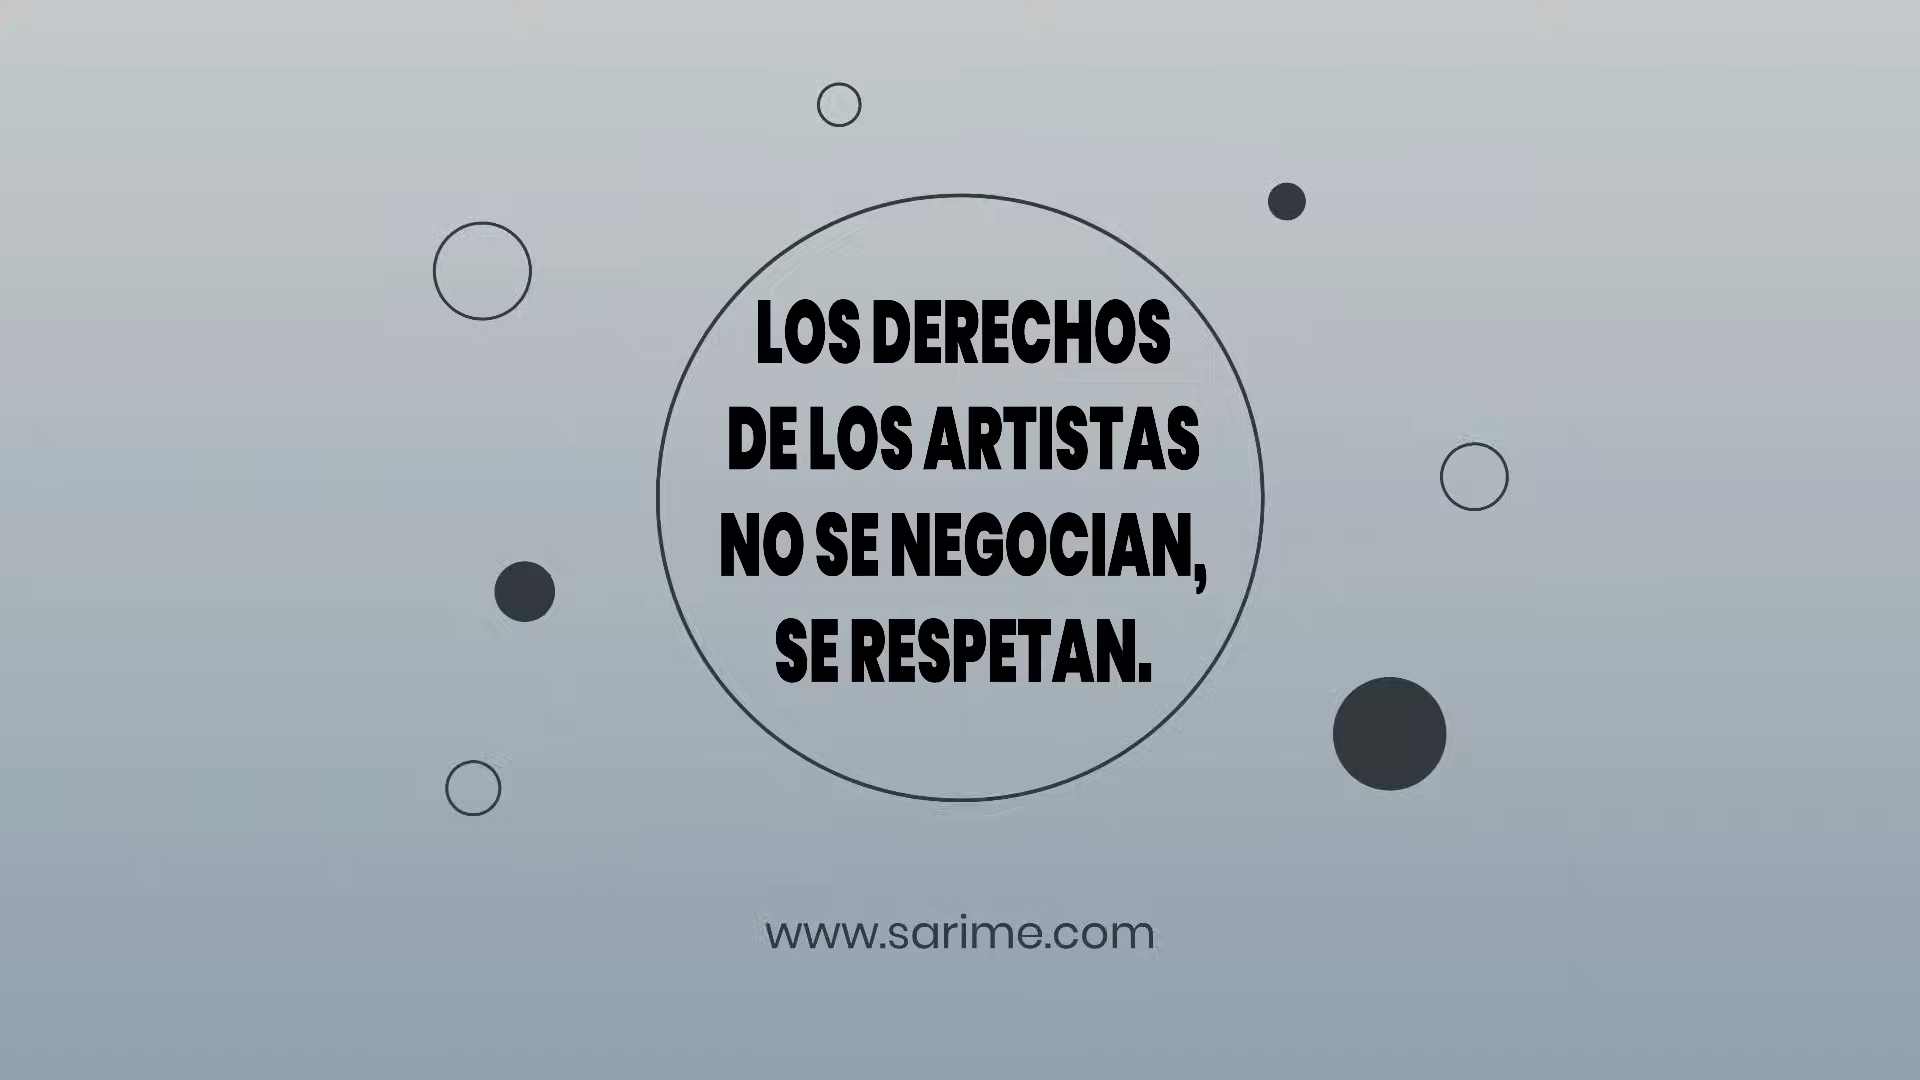 LOS DERECHOS
DE LOS ARTISTAS
NO SE NEGOCIAN,
SE RESPETAN.
www.sarime.com